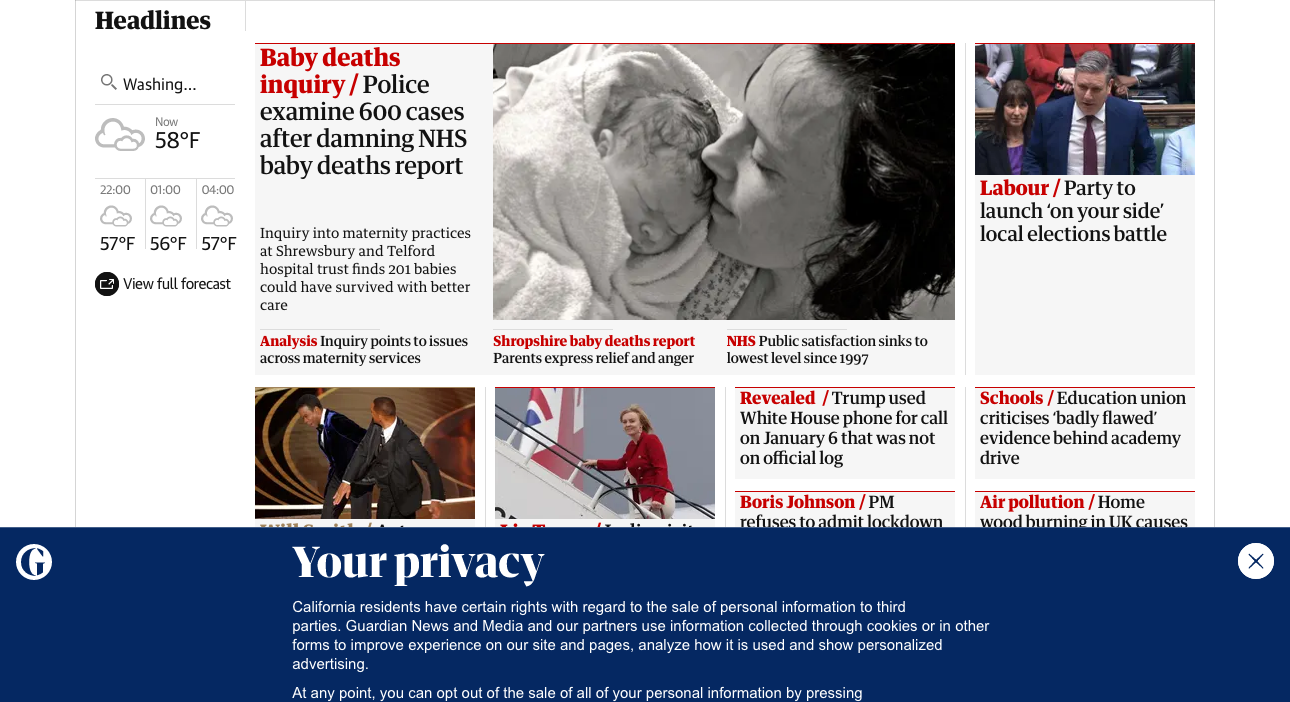 Headlines
Washing...
Now
58°F
22:00
01:00
04:00
57°F
56°F
57°F
View full forecast
Baby deaths
inquiry / Police
examine 600 cases
after damning NHS
baby deaths report
Inquiry into maternity practices
at Shrewsbury and Telford
hospital trust finds 201 babies
could have survived with better
care
Analysis Inquiry points to issues
across maternity services
Shropshire baby deaths report
Parents express relief and anger
NHS Public satisfaction sinks to
lowest level since 1997
Labour / Party to
launch ‘on your side’
local elections battle
Revealed / Trump used
White House phone for call
on January 6 that was not
on official log
Schools / Education union
criticises ‘badly flawed’
evidence behind academy
drive
Boris Johnson / PM
refuses to admit lockdown
Air pollution / Home
wood burning in UK causes
Your privacy
California residents have certain rights with regard to the sale of personal information to third
parties. Guardian News and Media and our partners use information collected through cookies or in other
forms to improve experience on our site and pages, analyze how it is used and show personalized
advertising.
At any point, you can opt out of the sale of all of your personal information by pressing